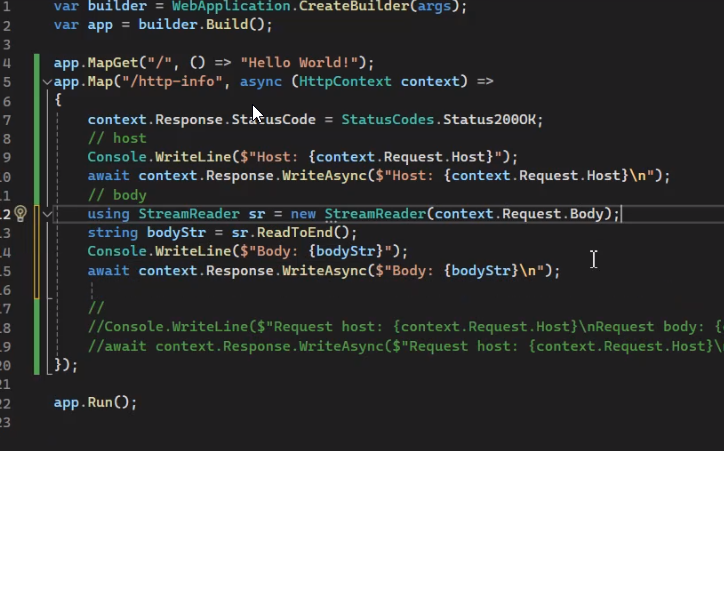 1 var builder = WebApplication.CreateBuilder(args);
2 var app = builder.Build();
3
4 app.MapGet("/", () => "Hello World!");
5 app.Map("/http-info", async (HttpContext context) =>
6 {
7 context.Response.StatusCode = StatusCodes.Status200OK;
8 // host
9 Console.WriteLine($"Host: {context.Request.Host}");
10 await context.Response.WriteAsync($"Host: {context.Request.Host}\n");
11 // body
12 using StreamReader sr = new StreamReader(context.Request.Body);
13 string bodyStr = sr.ReadToEnd();
14 Console.WriteLine($"Body: {bodyStr}");
15 await context.Response.WriteAsync($"Body: {bodyStr}\n");
16
17 //
18 //Console.WriteLine($"Request host: {context.Request.Host}\nRequest body: {
19 //await context.Response.WriteAsync($"Request host: {context.Request.Host}\
20 });
21
22 app.Run();
23